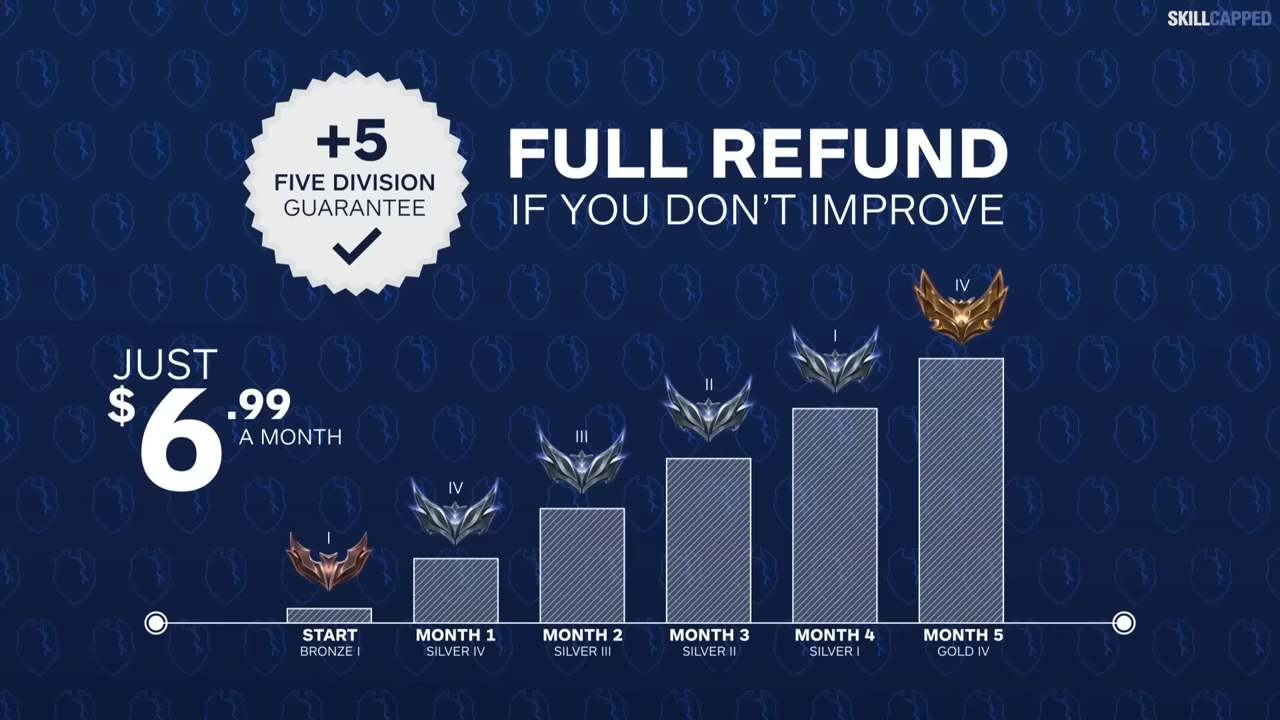 SKILLCAPPED
+5
FIVE DIVISION
GUARANTEE
FULL REFUND
IF YOU DON'T IMPROVE
JUST
$6.99
A MONTH
I
IV
III
II
I
IV
START
BRONZE I
MONTH 1
SILVER IV
MONTH 2
SILVER III
MONTH 3
SILVER II
MONTH 4
SILVER I
MONTH 5
GOLD IV